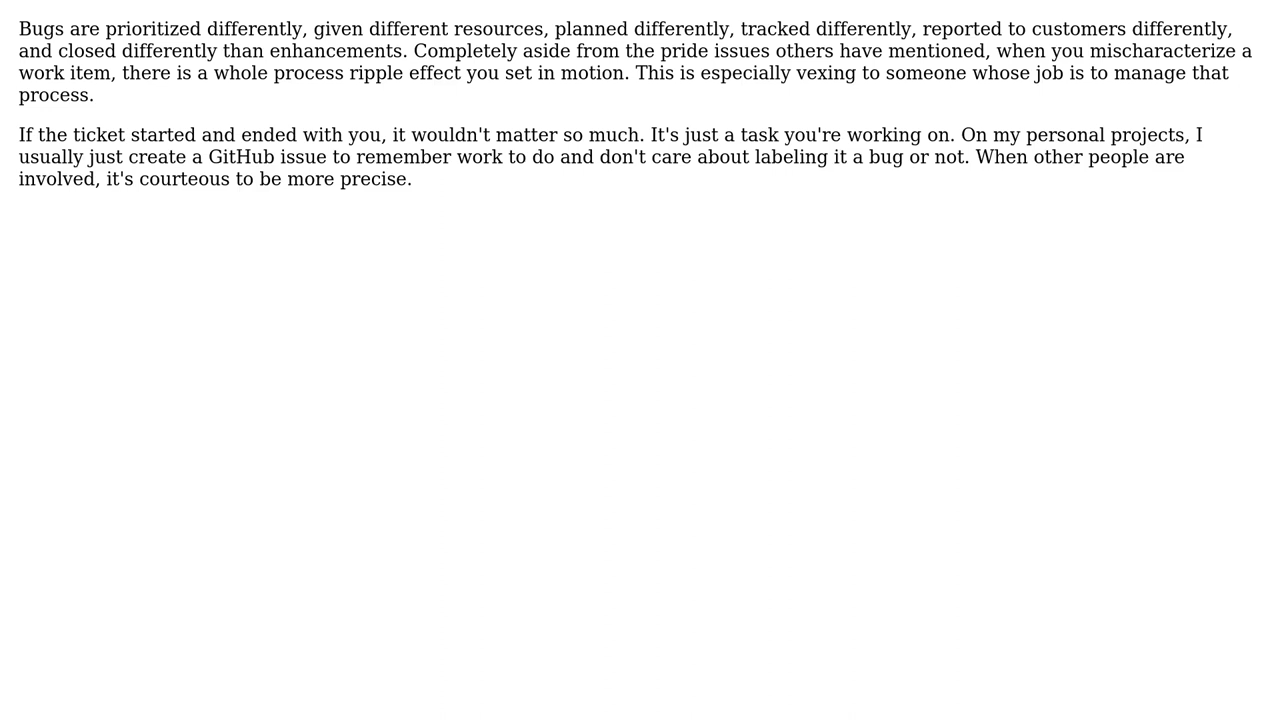 Bugs are prioritized differently, given different resources, planned differently, tracked differently, reported to customers differently,
and closed differently than enhancements. Completely aside from the pride issues others have mentioned, when you mischaracterize a
work item, there is a whole process ripple effect you set in motion. This is especially vexing to someone whose job is to manage that
process.
If the ticket started and ended with you, it wouldn't matter so much. It's just a task you're working on. On my personal projects, I
usually just create a GitHub issue to remember work to do and don't care about labeling it a bug or not. When other people are
involved, it's courteous to be more precise.